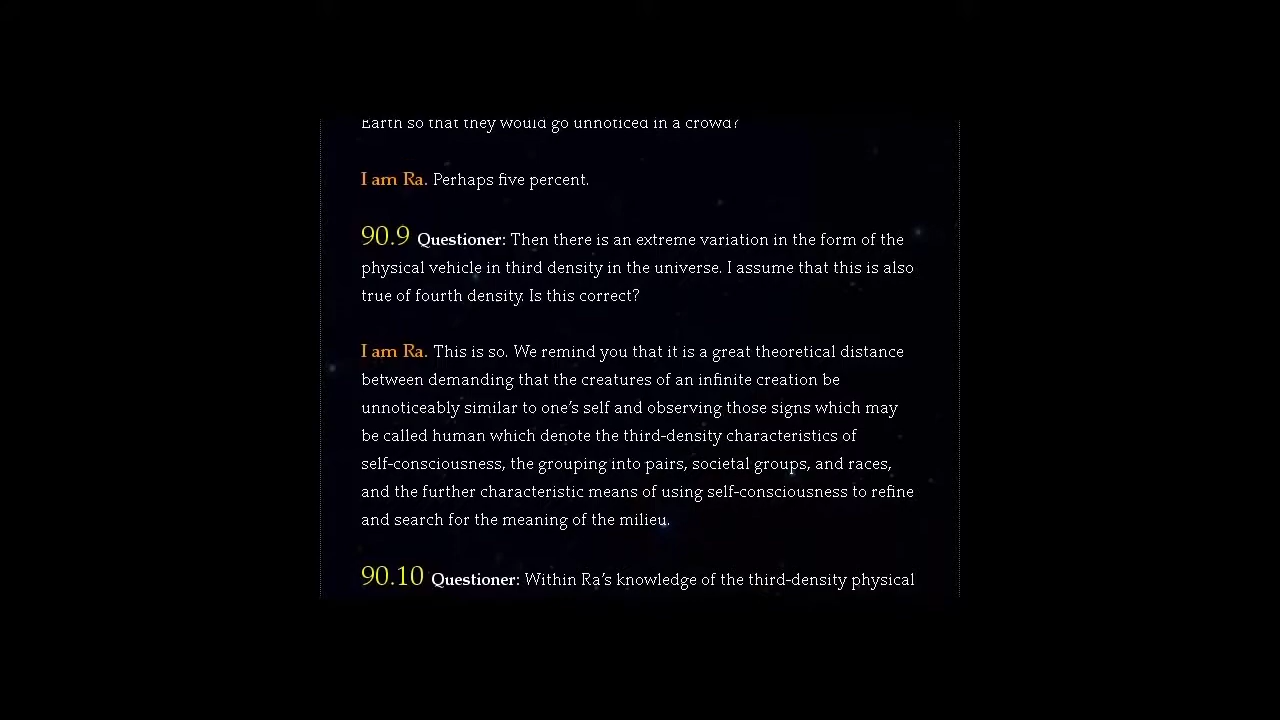 Earth so that they would go unnoticed in a crowd?
I am Ra. Perhaps five percent.
90.9 Questioner: Then there is an extreme variation in the form of the
physical vehicle in third density in the universe. I assume that this is also
true of fourth density. Is this correct?
I am Ra. This is so. We remind you that it is a great theoretical distance
between demanding that the creatures of an infinite creation be
unnoticeably similar to one’s self and observing those signs which may
be called human which denote the third-density characteristics of
self-consciousness, the grouping into pairs, societal groups, and races,
and the further characteristic means of using self-consciousness to refine
and search for the meaning of the milieu.
90.10 Questioner: Within Ra’s knowledge of the third-density physical